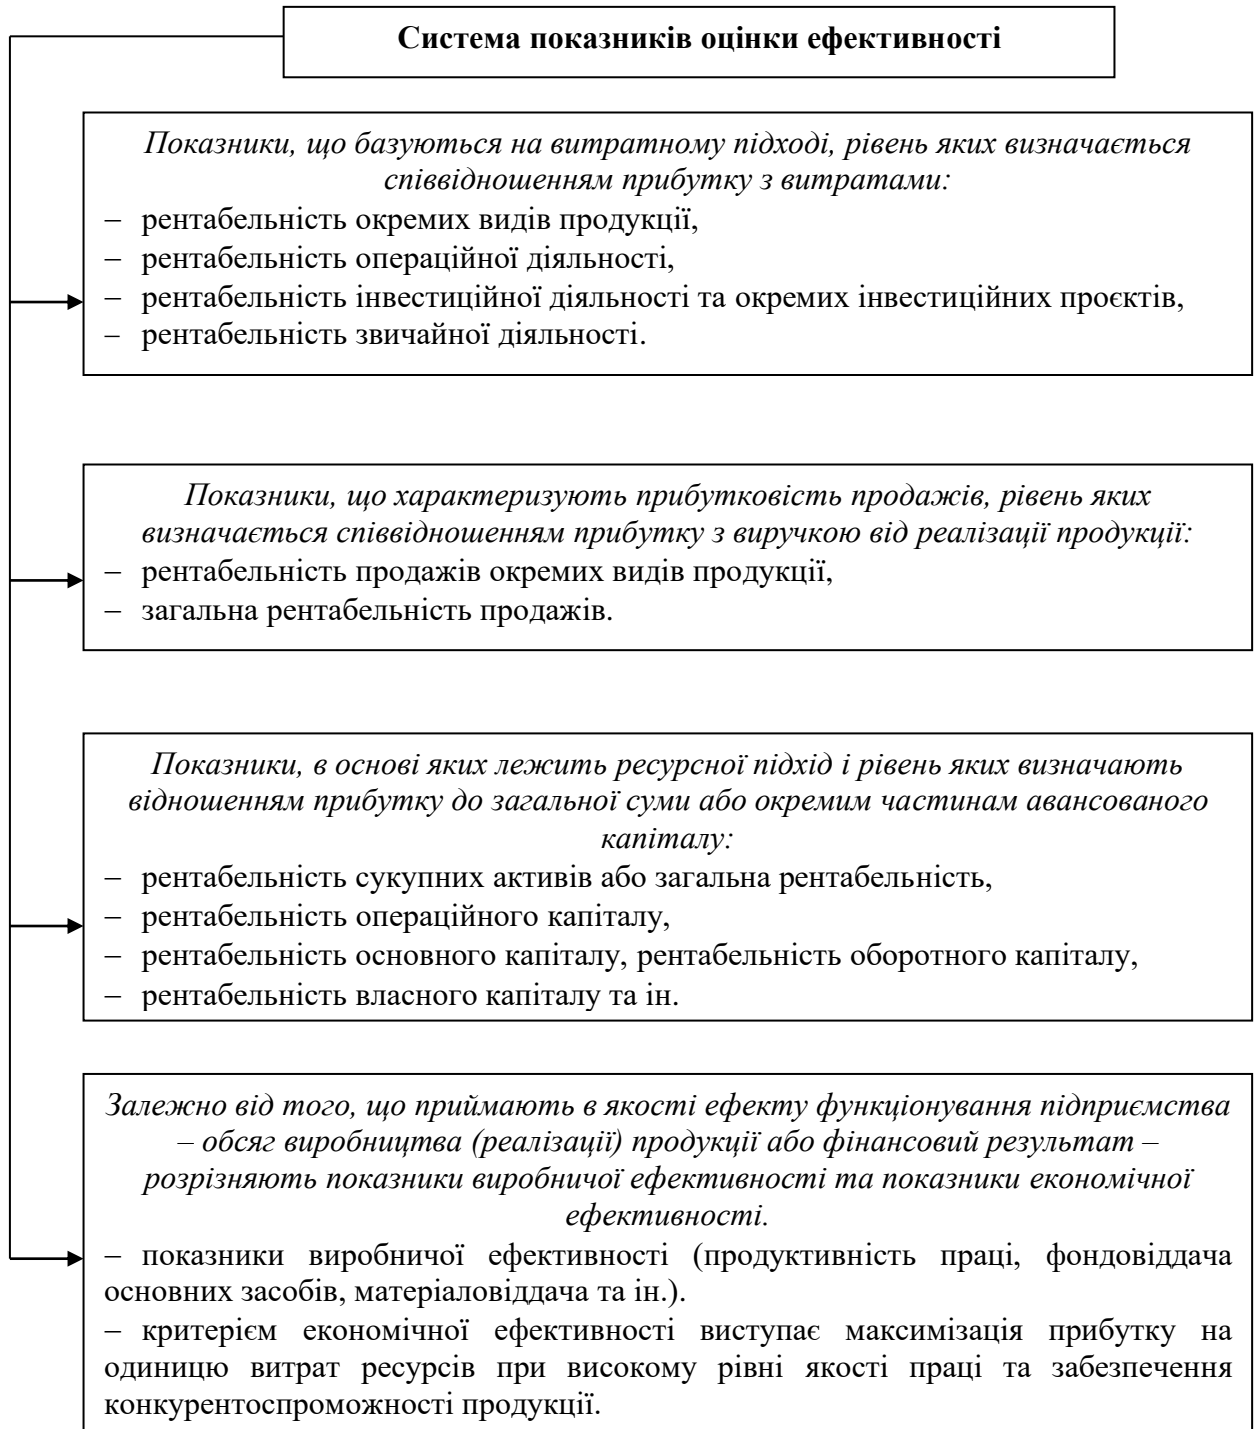 Система показників оцінки ефективності
Показники, що базуються на витратному підході, рівень яких визначається
співвідношенням прибутку з витратами:
– рентабельність окремих видів продукції,
– рентабельність операційної діяльності,
– рентабельність інвестиційної діяльності та окремих інвестиційних проєктів,
– рентабельність звичайної діяльності.
Показники, що характеризують прибутковість продажів, рівень яких
визначається співвідношенням прибутку з виручкою від реалізації продукції:
– рентабельність продажів окремих видів продукції,
– загальна рентабельність продажів.
Показники, в основі яких лежить ресурсної підхід і рівень яких визначають
відношенням прибутку до загальної суми або окремим частинам авансованого
капіталу:
– рентабельність сукупних активів або загальна рентабельність,
– рентабельність операційного капіталу,
– рентабельність основного капіталу, рентабельність оборотного капіталу,
– рентабельність власного капіталу та ін.
Залежно від того, що приймають в якості ефекту функціонування підприємства
– обсяг виробництва (реалізації) продукції або фінансовий результат –
розрізняють показники виробничої ефективності та показники економічної
ефективності.
– показники виробничої ефективності (продуктивність праці, фондовіддача
основних засобів, матеріаловіддача та ін.).
– критерієм економічної ефективності виступає максимізація прибутку на
одиницю витрат ресурсів при високому рівні якості праці та забезпечення
конкурентоспроможності продукції.